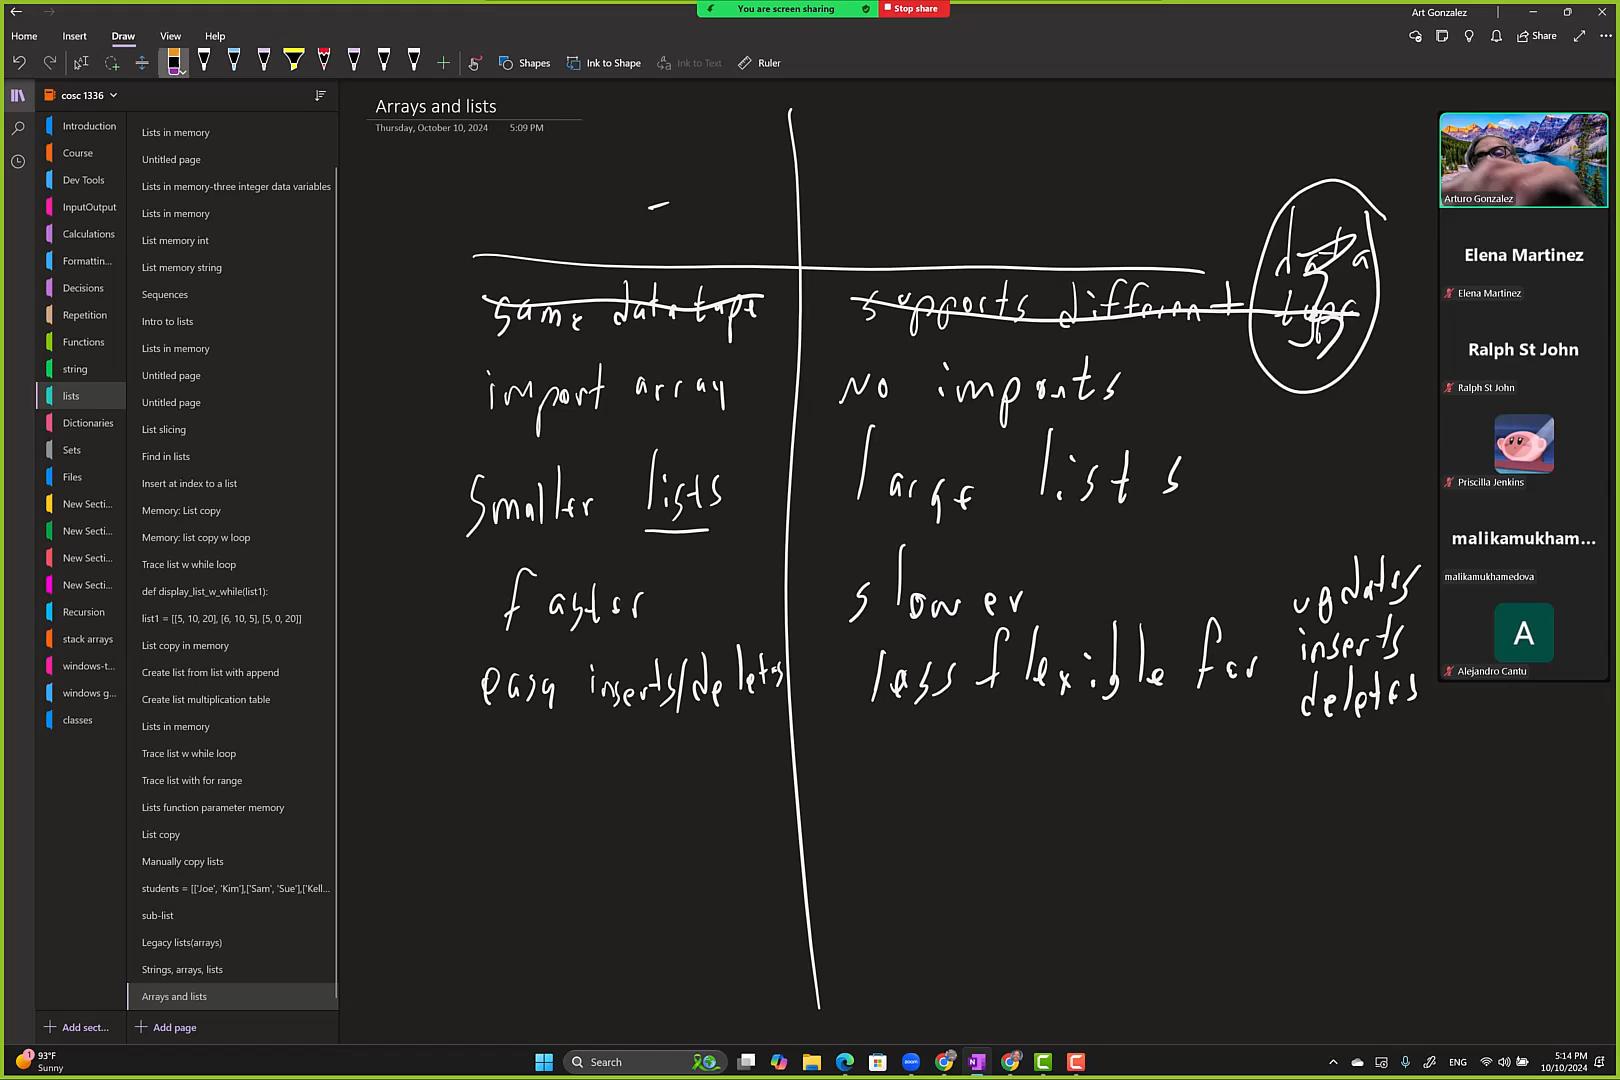 You are screen sharing
Stop share
Art Gonzalez
Home Insert Draw View Help
Share
Shapes
Ink to Shape
Ink to Text
Ruler
cosc 1336
Introduction
Course
Dev Tools
InputOutput
Calculations
Formattin...
Decisions
Repetition
Functions
string
lists
Dictionaries
Sets
Files
New Secti...
New Secti...
New Secti...
New Secti...
Recursion
stack arrays
windows-t...
windows g...
classes
Add sect...
Lists in memory
Untitled page
Lists in memory-three integer data variables
Lists in memory
List memory int
List memory string
Sequences
Intro to lists
Lists in memory
Untitled page
Untitled page
List slicing
Find in lists
Insert at index to a list
Memory: List copy
Memory: list copy w loop
Trace list w while loop
def display_list_w_while(list1):
list1 = [[5, 10, 20], [6, 10, 5], [5, 0, 20]]
List copy in memory
Create list from list with append
Create list multiplication table
Lists in memory
Trace list w while loop
Trace list with for range
Lists function parameter memory
List copy
Manually copy lists
students = [['Joe', 'Kim'],['Sam', 'Sue'],['Kell...
sub-list
Legacy lists(arrays)
Strings, arrays, lists
Arrays and lists
Add page
Arrays and lists
Thursday, October 10, 2024 5:09 PM
same data type
supports different data type
import array
No imports
smaller lists
large lists
faster
slower
easy inserts/deletes
less flexible for
updates
inserts
deletes
Arturo Gonzalez
Elena Martinez
Elena Martinez
Ralph St John
Ralph St John
Priscilla Jenkins
malikamukham...
malikamukhamedova
A
Alejandro Cantu
1
93°F
Sunny
Search
ENG
5:14 PM
10/10/2024